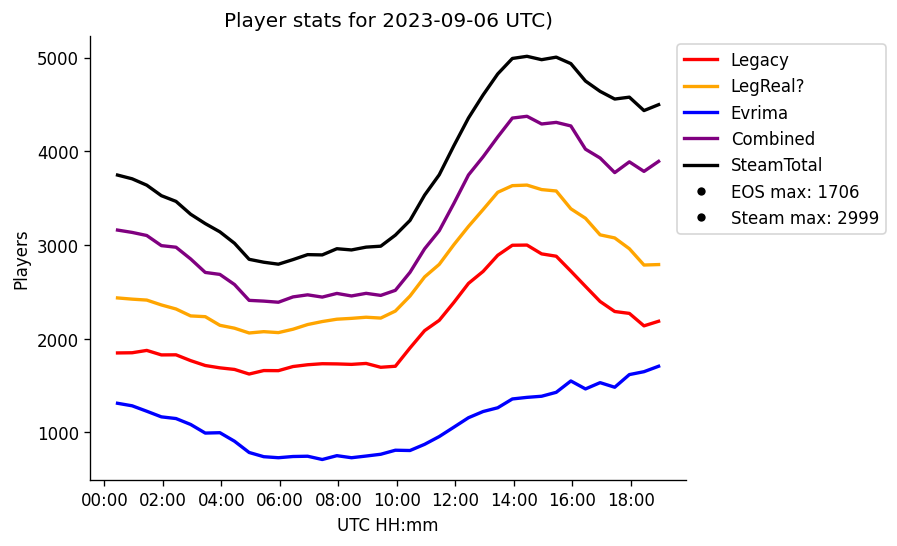 Player stats for 2023-09-06 UTC)
Legacy
LegReal?
Evrima
Combined
SteamTotal
EOS max: 1706
Steam max: 2999
Players
5000
4000
3000
2000
1000
00:00 02:00 04:00 06:00 08:00 10:00 12:00 14:00 16:00 18:00
UTC HH:mm